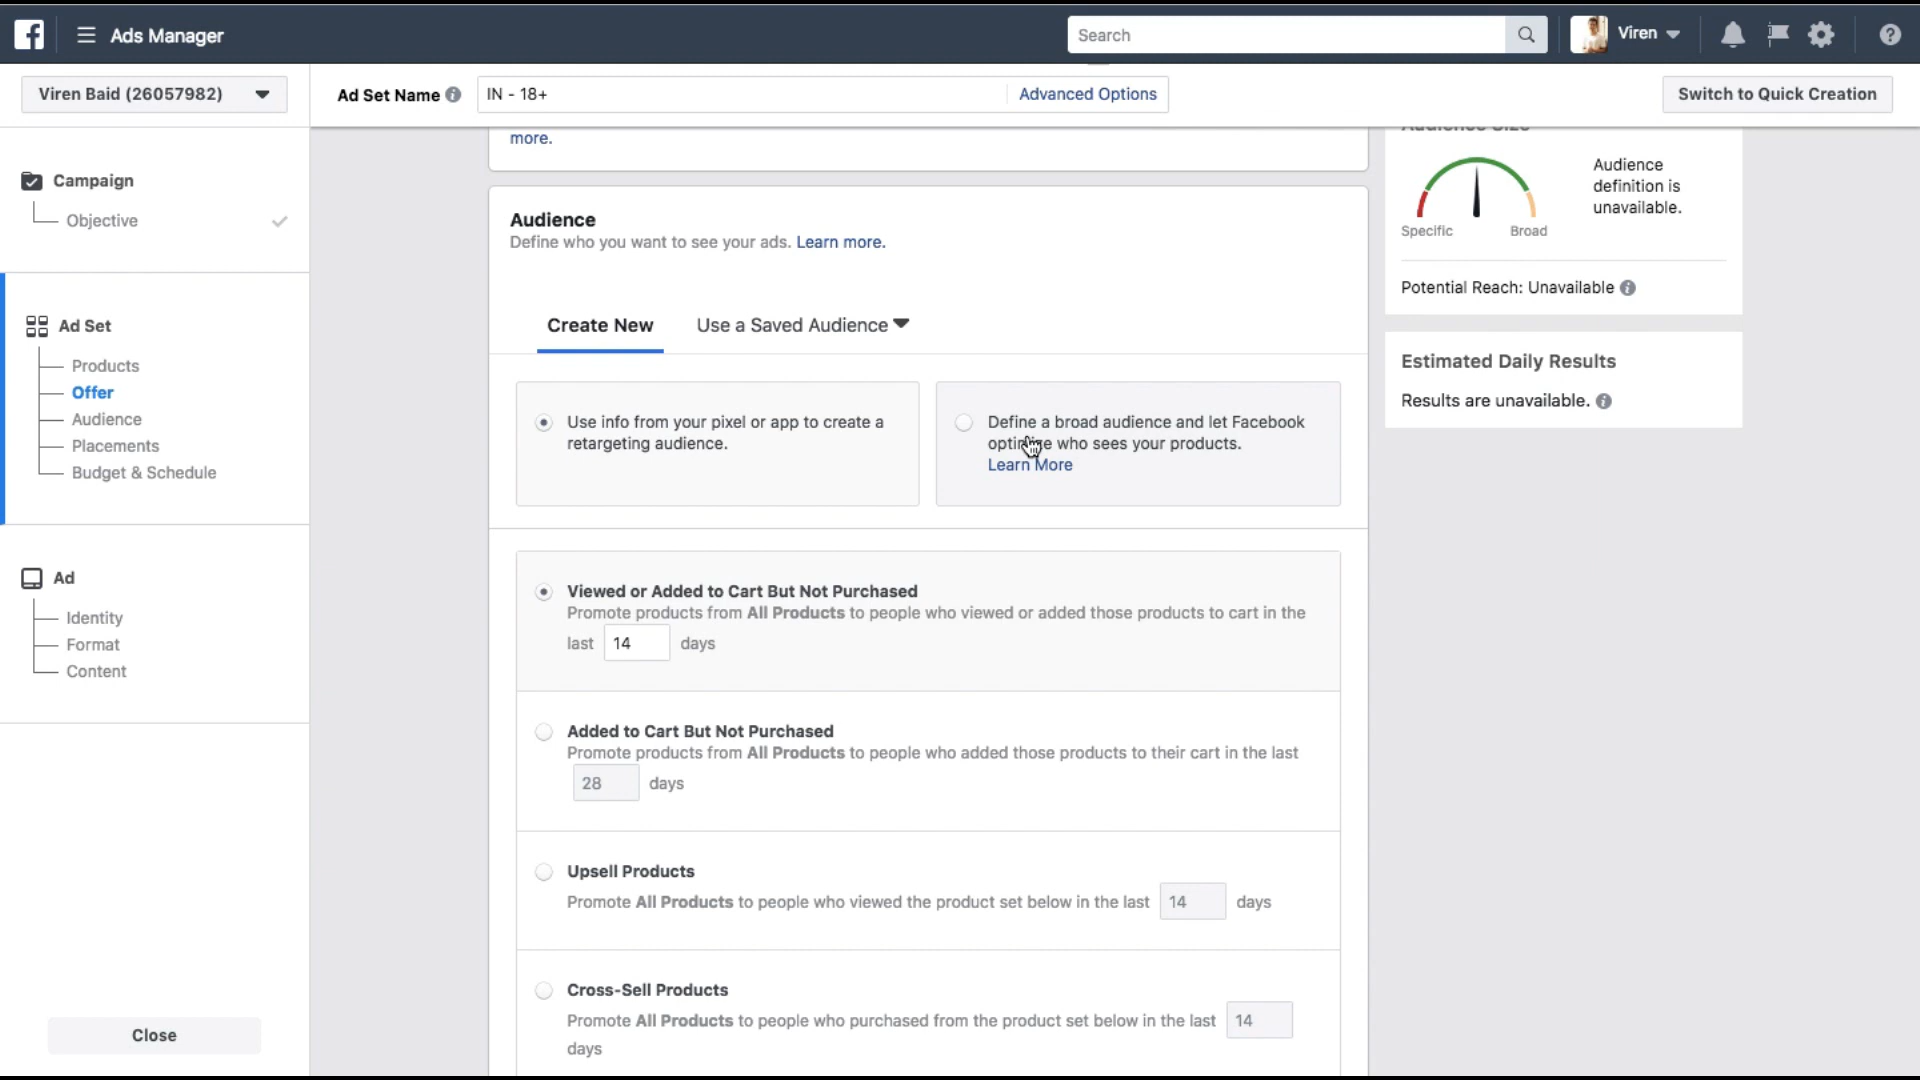 Ads Manager
Search
Viren
Viren Baid (26057982)
Ad Set Name
IN - 18+
Advanced Options
Switch to Quick Creation
Campaign
Objective
Ad Set
Products
Offer
Audience
Placements
Budget & Schedule
Ad
Identity
Format
Content
Close
more.
Audience
Define who you want to see your ads. Learn more.
Create New
Use a Saved Audience
Use info from your pixel or app to create a
retargeting audience.
Define a broad audience and let Facebook
optimize who sees your products.
Learn More
Viewed or Added to Cart But Not Purchased
Promote products from All Products to people who viewed or added those products to cart in the
last 14 days
Added to Cart But Not Purchased
Promote products from All Products to people who added those products to their cart in the last
28 days
Upsell Products
Promote All Products to people who viewed the product set below in the last 14 days
Cross-Sell Products
Promote All Products to people who purchased from the product set below in the last 14
days
Audience Size
Audience
definition is
unavailable.
Specific
Broad
Potential Reach: Unavailable
Estimated Daily Results
Results are unavailable.